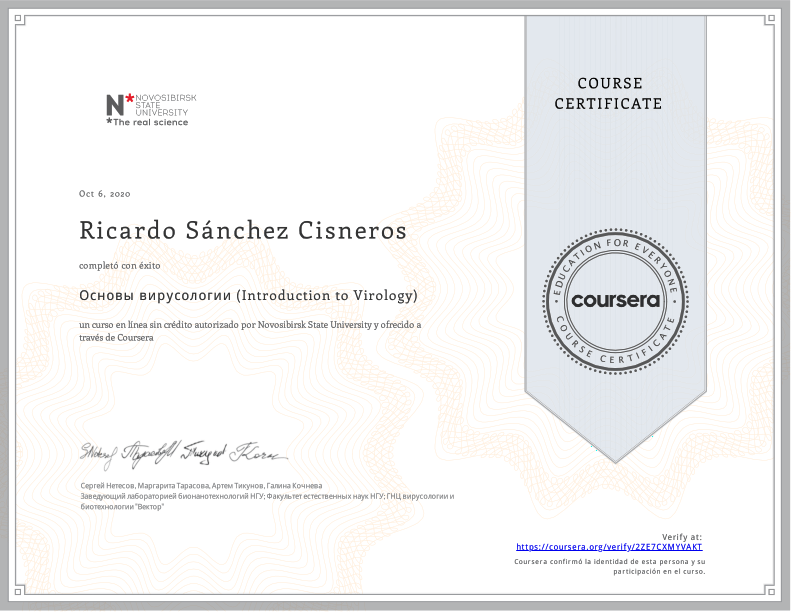 N* NOVOSIBIRSK
STATE
UNIVERSITY
*The real science
COURSE
CERTIFICATE
Oct 6, 2020
Ricardo Sánchez Cisneros
completó con éxito
Основы вирусологии (Introduction to Virology)
un curso en línea sin crédito autorizado por Novosibirsk State University y ofrecido a
través de Coursera
EDUCATION FOR EVERYONE
coursera
COURSE CERTIFICATE
Сергей Нетесов, Маргарита Тарасова, Артем Тикунов, Галина Кочнева
Заведующий лабораторией бионанотехнологий НГУ; Факультет естественных наук НГУ; ГНЦ вирусологии и
биотехнологии "Вектор"
Verify at:
https://coursera.org/verify/2ZE7CXMYVAKT
Coursera confirmó la identidad de esta persona y su
participación en el curso.